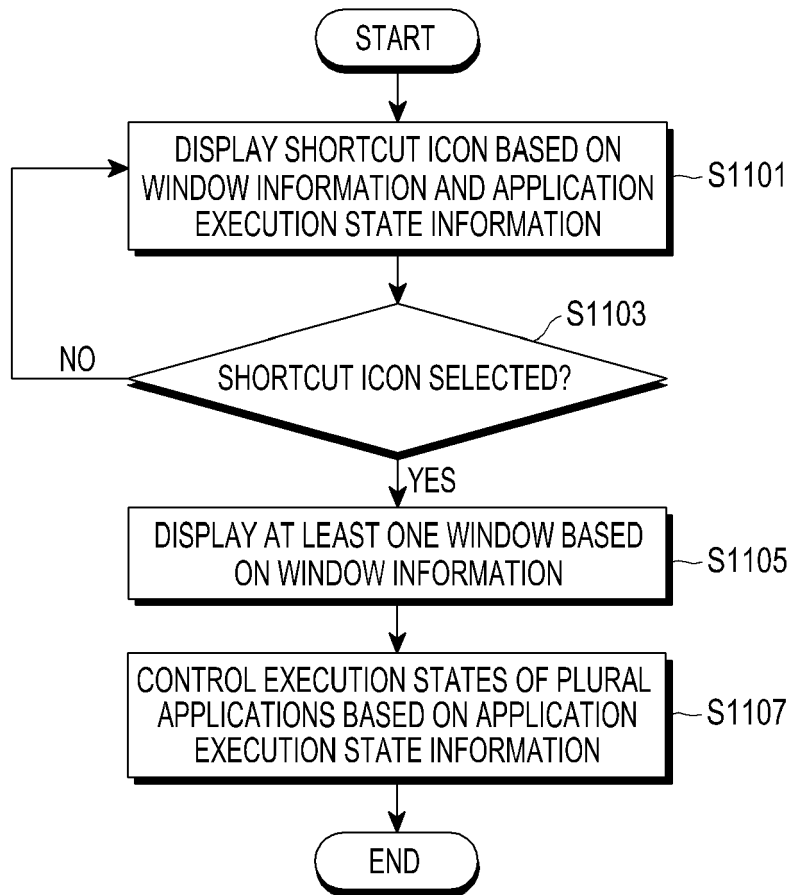 START
DISPLAY SHORTCUT ICON BASED ON
WINDOW INFORMATION AND APPLICATION
EXECUTION STATE INFORMATION
S1101
S1103
SHORTCUT ICON SELECTED?
NO
YES
DISPLAY AT LEAST ONE WINDOW BASED
ON WINDOW INFORMATION
S1105
CONTROL EXECUTION STATES OF PLURAL
APPLICATIONS BASED ON APPLICATION
EXECUTION STATE INFORMATION
S1107
END